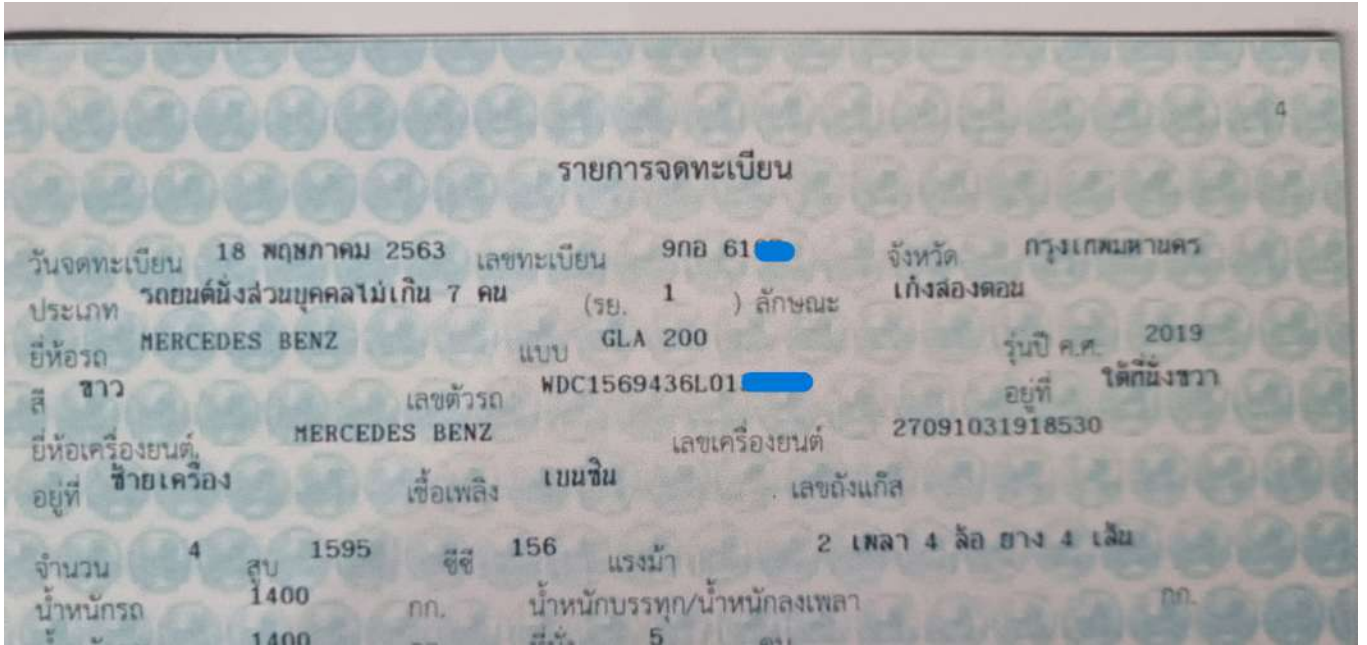 4
รายการจดทะเบียน
วันจดทะเบียน 18 พฤษภาคม 2563 เลขทะเบียน 9กอ 61 จังหวัด กรุงเทพมหานคร
ประเภท รถยนต์นั่งส่วนบุคคลไม่เกิน 7 คน (รย. 1 ) ลักษณะ เก๋งสองตอน
ยี่ห้อรถ MERCEDES BENZ แบบ GLA 200 รุ่นปี ค.ศ. 2019
สี ขาว เลขตัวรถ WDC1569436L01 อยู่ที่ ใต้ที่นั่งขวา
ยี่ห้อเครื่องยนต์ MERCEDES BENZ เลขเครื่องยนต์ 27091031918530
อยู่ที่ ซ้ายเครื่อง เชื้อเพลิง เบนซิน เลขถังแก๊ส
จำนวน 4 สูบ 1595 ซีซี 156 แรงม้า 2 เพลา 4 ล้อ ยาง 4 เส้น
น้ำหนักรถ 1400 กก. น้ำหนักบรรทุก/น้ำหนักลงเพลา กก.
1400 ที่นั่ง 5 คน